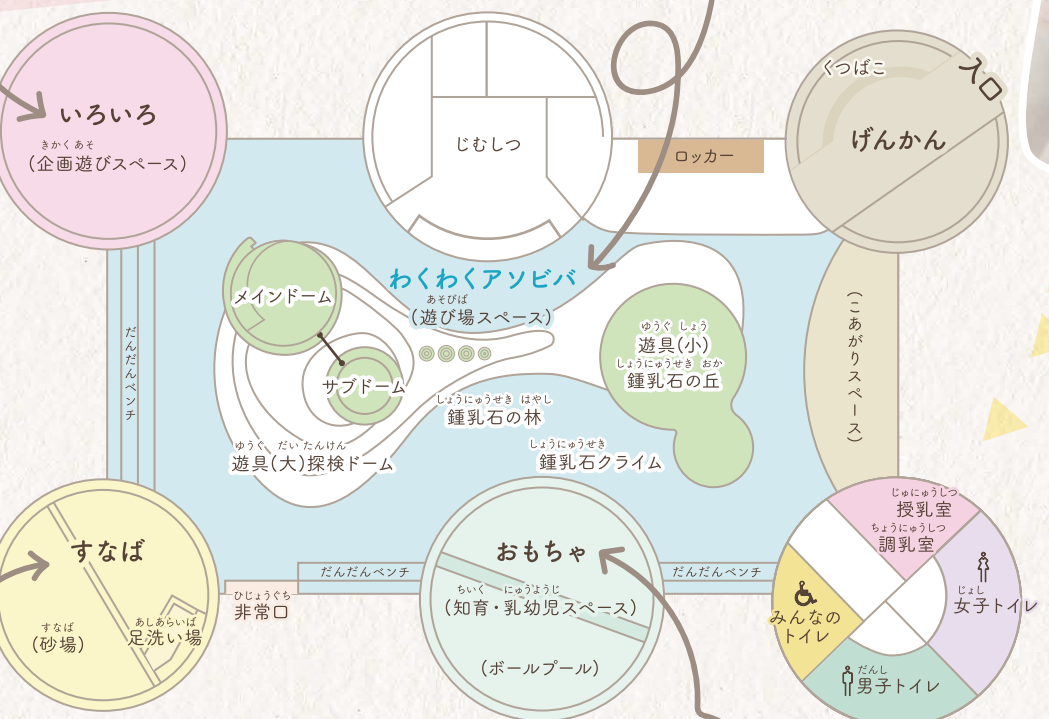 いろいろ
きかくあそ
(企画遊びスペース)
じむしつ
ロッカー
くつばこ
入口
げんかん
わくわくアソビバ
あそびば
(遊び場スペース)
メインドーム
サブドーム
ゆうぐ しょう
遊具(小)
しょうにゅうせき おか
鍾乳石の丘
(こあがりスペース)
だんだんベンチ
しょうにゅうせき はやし
鍾乳石の林
ゆうぐ だい たんけん
遊具(大)探検ドーム
しょうにゅうせき
鍾乳石クライム
すなば
すなば
(砂場)
あしあらいば
足洗い場
ひじょうぐち
非常口
だんだんベンチ
おもちゃ
ちいく にゅうようじ
(知育・乳幼児スペース)
(ボールプール)
だんだんベンチ
じゅにゅうしつ
授乳室
ちょうにゅうしつ
調乳室
じょし
女子トイレ
みんなの
トイレ
だんし
男子トイレ